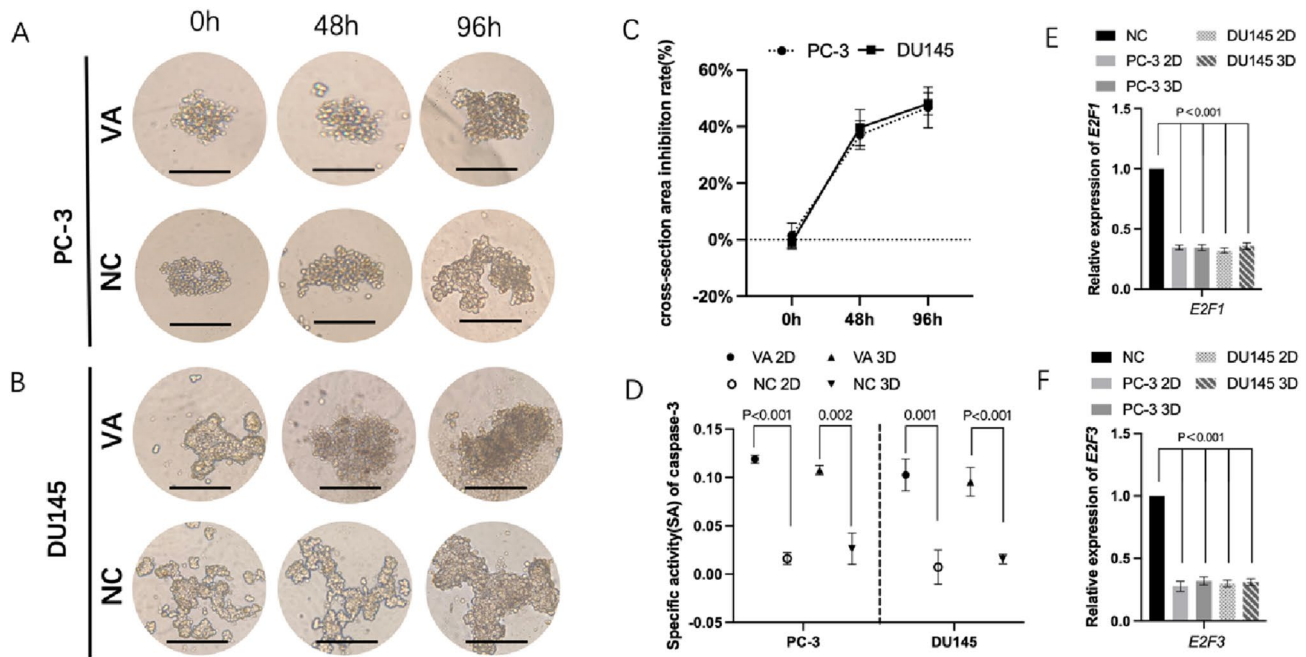 A
0h
48h
96h
PC-3
VA
NC
B
DU145
VA
NC
C
PC-3
DU145
cross-section area inhibiiton rate(%)
60%
40%
20%
0%
-20%
0h
48h
96h
D
VA 2D
VA 3D
NC 2D
NC 3D
Specific activity(SA) of caspase-3
P<0.001
0.002
0.001
P<0.001
0.15
0.10
0.05
0.00
-0.05
PC-3
DU145
E
NC
DU145 2D
PC-3 2D
DU145 3D
PC-3 3D
Relative expression of E2F1
P<0.001
1.5
1.0
0.5
0.0
E2F1
F
NC
DU145 2D
PC-3 2D
DU145 3D
PC-3 3D
Relative expression of E2F3
P<0.001
1.5
1.0
0.5
0.0
E2F3